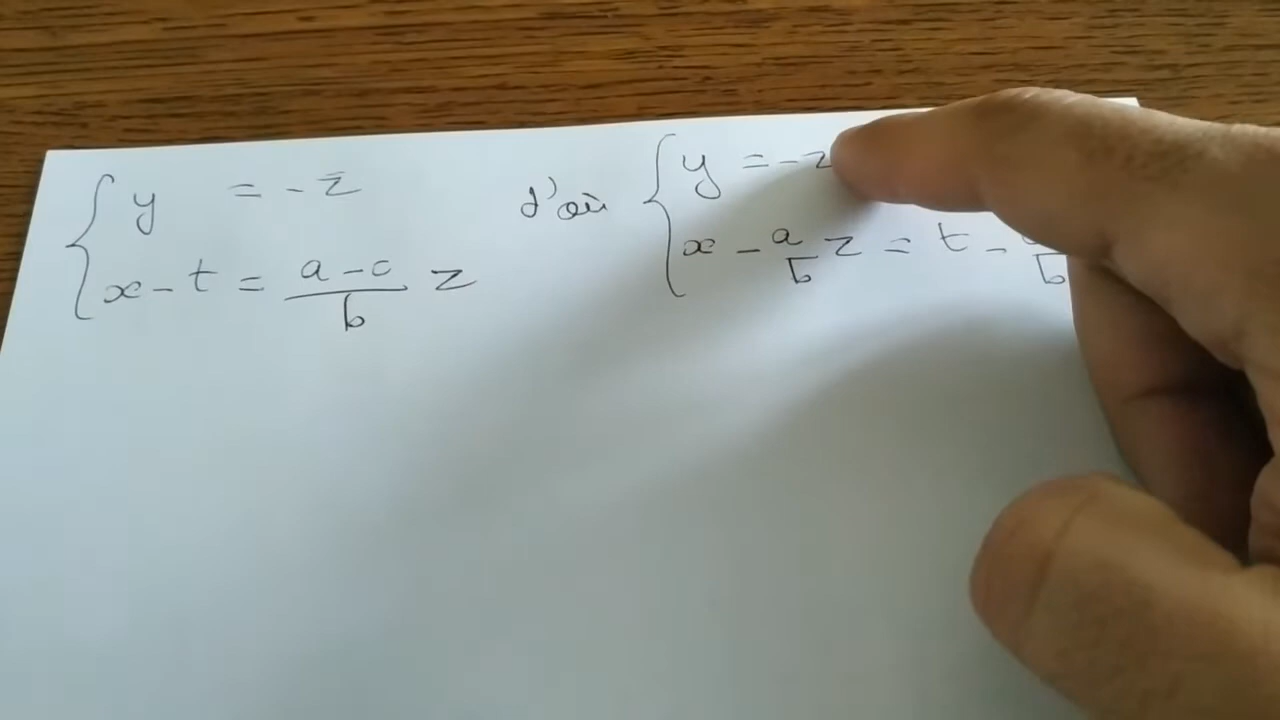 { y = -z
{ x - t = (a - c)/b z
d'où
{ y = -z
{ x - a/b z = t - /b